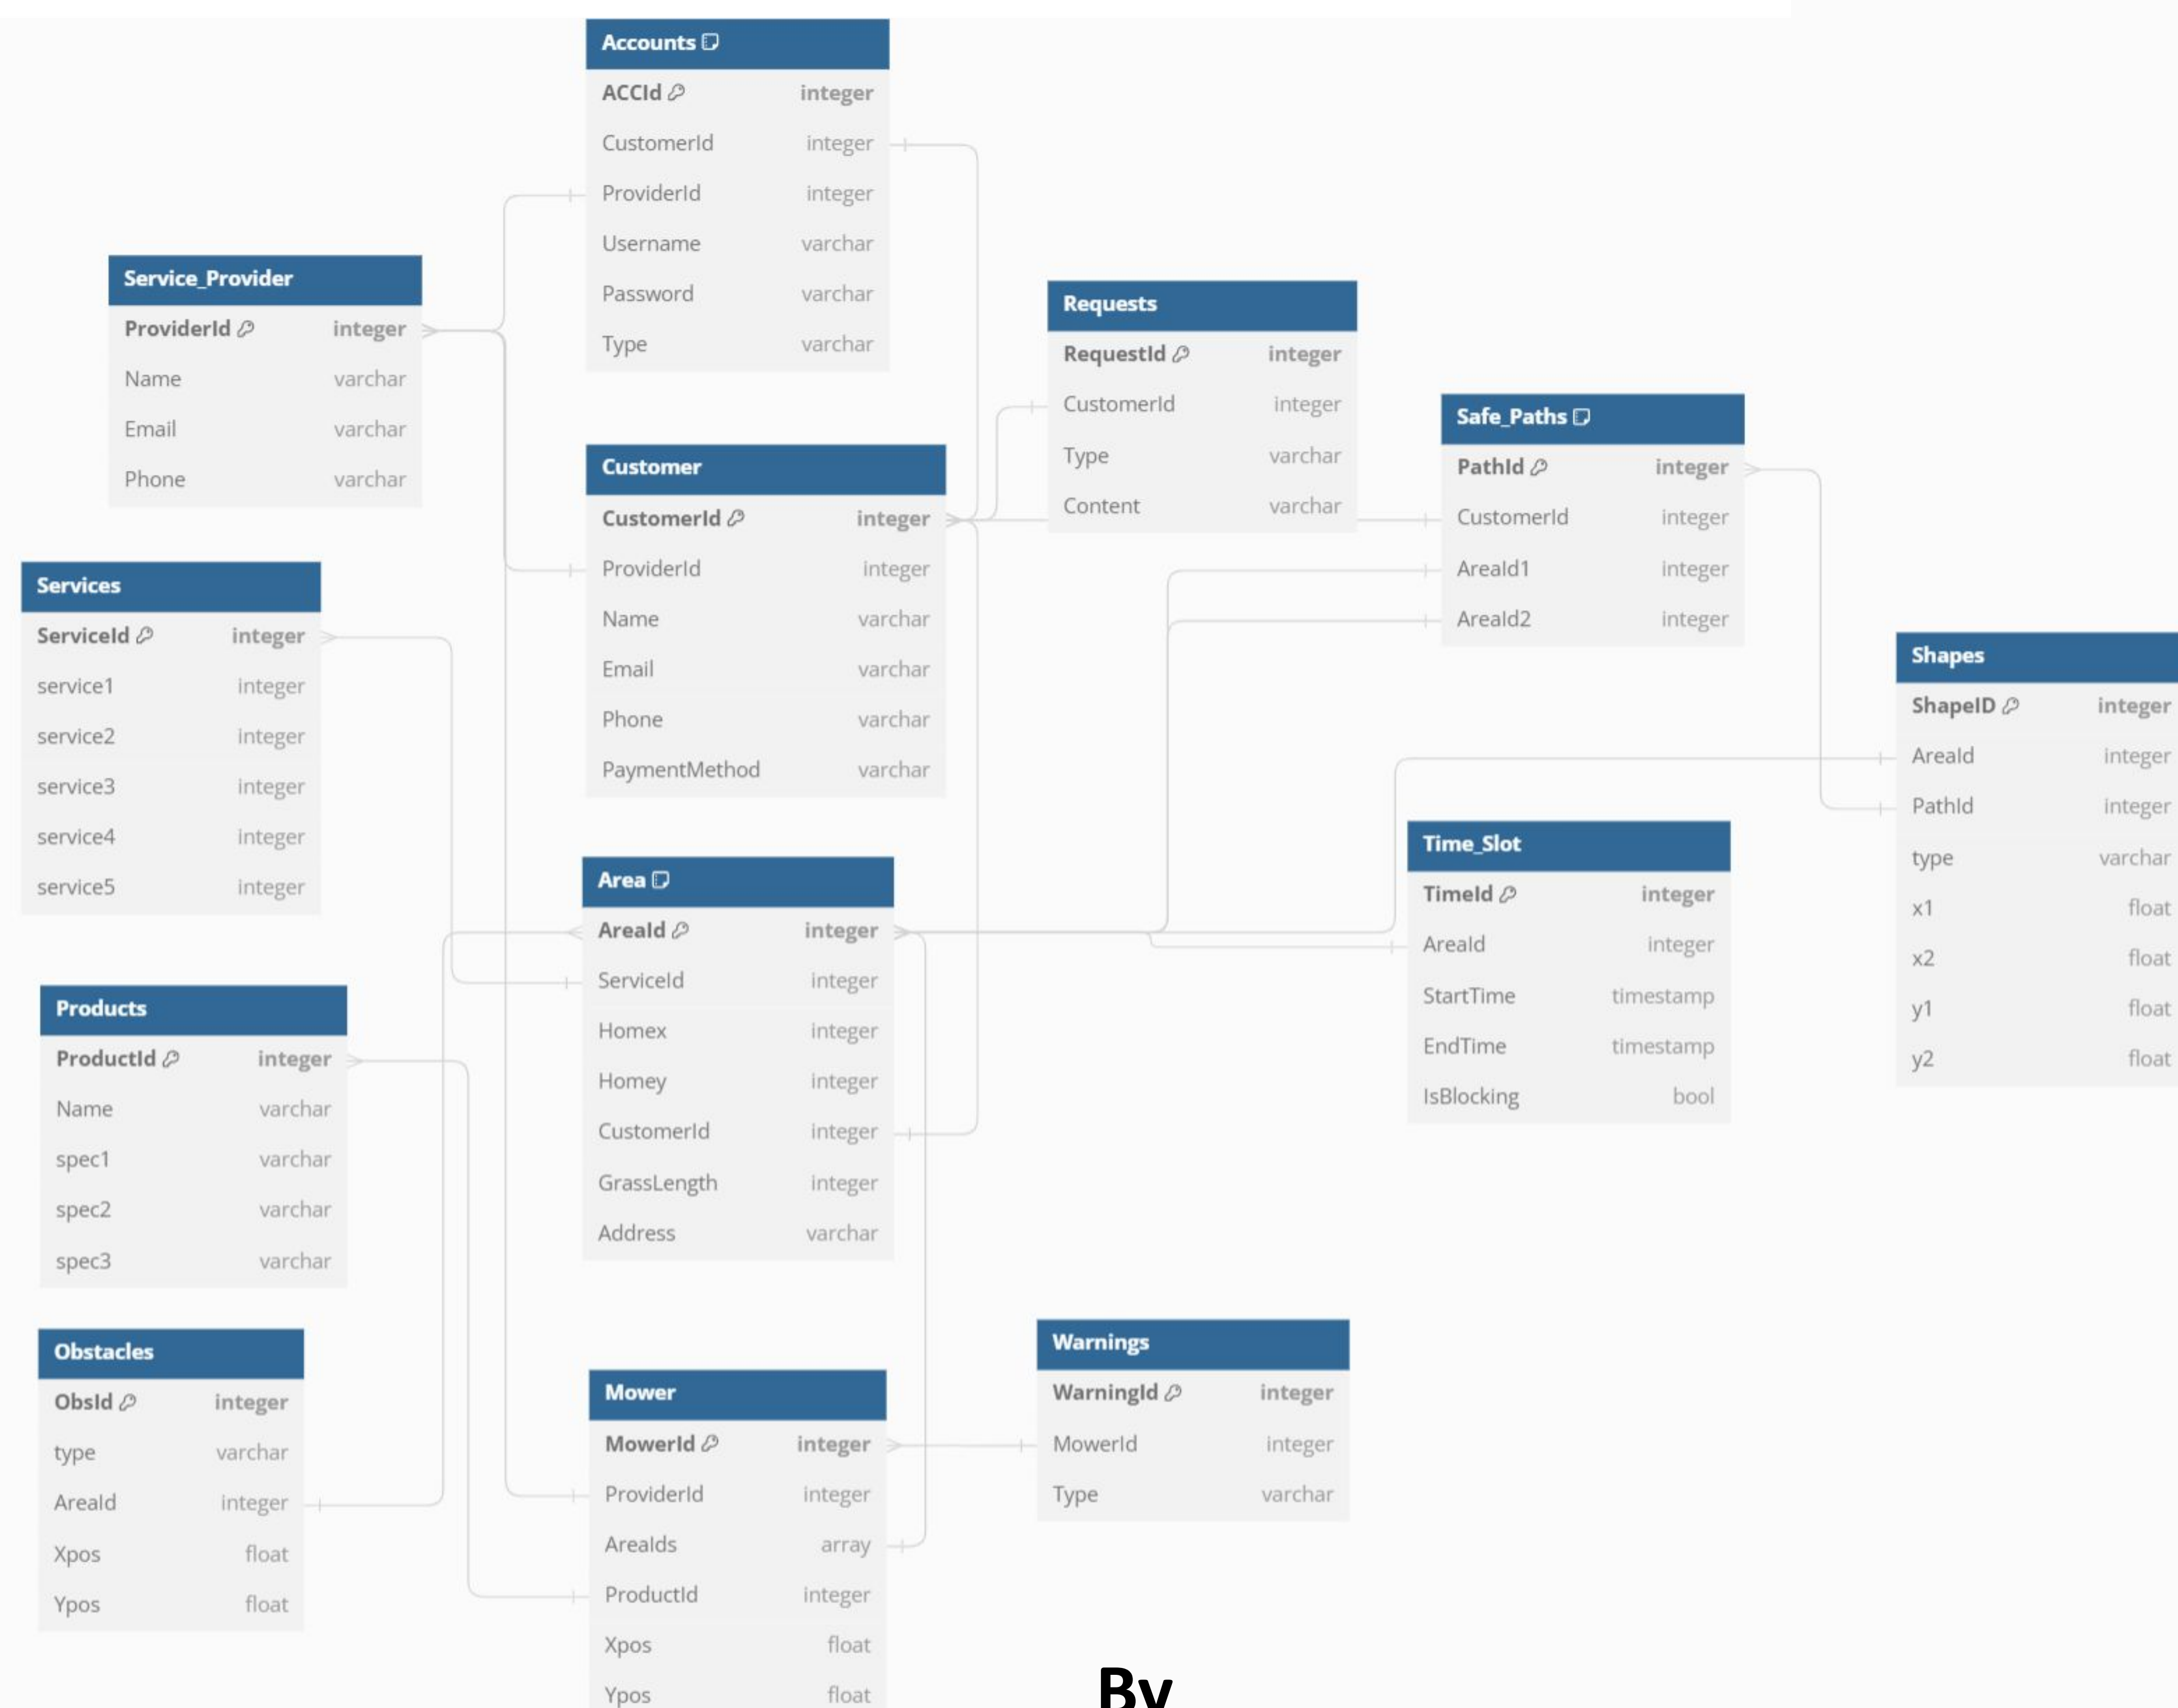 Accounts
ACCId integer
CustomerId integer
ProviderId integer
Username varchar
Password varchar
Type varchar
Service_Provider
ProviderId integer
Name varchar
Email varchar
Phone varchar
Requests
RequestId integer
CustomerId integer
Type varchar
Content varchar
Safe_Paths
PathId integer
CustomerId integer
AreaId1 integer
AreaId2 integer
Customer
CustomerId integer
ProviderId integer
Name varchar
Email varchar
Phone varchar
PaymentMethod varchar
Services
ServiceId integer
service1 integer
service2 integer
service3 integer
service4 integer
service5 integer
Shapes
ShapeID integer
AreaId integer
PathId integer
type varchar
x1 float
x2 float
y1 float
y2 float
Time_Slot
TimeId integer
AreaId integer
StartTime timestamp
EndTime timestamp
IsBlocking bool
Area
AreaId integer
ServiceId integer
Homex integer
Homey integer
CustomerId integer
GrassLength integer
Address varchar
Products
ProductId integer
Name varchar
spec1 varchar
spec2 varchar
spec3 varchar
Obstacles
ObsId integer
type varchar
AreaId integer
Xpos float
Ypos float
Mower
MowerId integer
ProviderId integer
AreaIds array
ProductId integer
Xpos float
Ypos float
Warnings
WarningId integer
MowerId integer
Type varchar
By